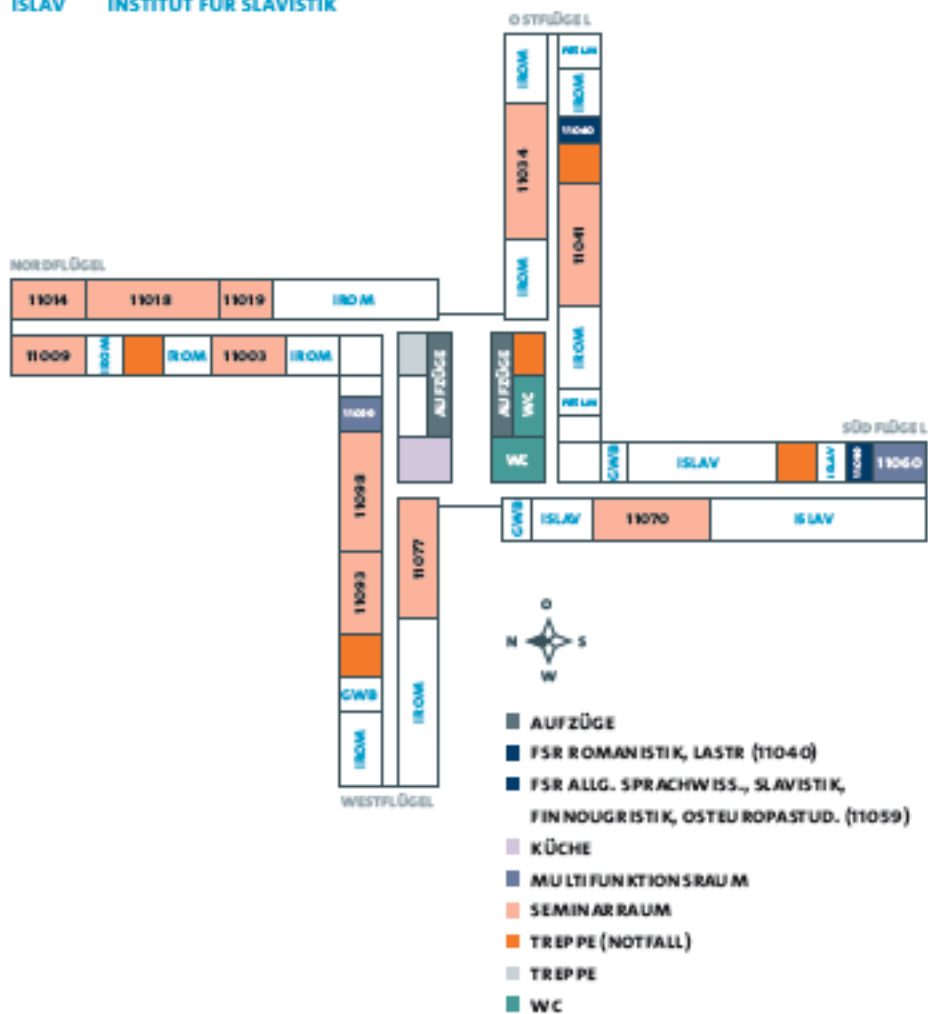 ISLAV INSTITUT FÜR SLAVISTIK
OSTFLÜGEL
IROM
IROM
11040
11034
11041
IROM
IROM
NORDFLÜGEL
11014 11018 11019 IROM
11009 IROM IROM 11003 IROM
AUFZÜGE
AUFZÜGE
WC
WC
SÜDFLÜGEL
GWB ISLAV ISLAV 11060
GWB ISLAV 11070 ISLAV
11098
11093
11077
GWB
IROM
IROM
WESTFLÜGEL
O
N S
W
AUFZÜGE
FSR ROMANISTIK, LASTR (11040)
FSR ALLG. SPRACHWISS., SLAVISTIK,
FINNOUGRISTIK, OSTEUROPASTUD. (11059)
KÜCHE
MULTIFUNKTIONSRAUM
SEMINARRAUM
TREPPE (NOTFALL)
TREPPE
WC